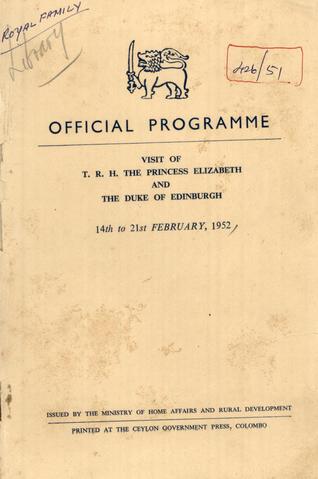 ROYAL FAMILY
Library
426/51
OFFICIAL PROGRAMME
VISIT OF
T. R. H. THE PRINCESS ELIZABETH
AND
THE DUKE OF EDINBURGH
14th to 21st FEBRUARY, 1952
ISSUED BY THE MINISTRY OF HOME AFFAIRS AND RURAL DEVELOPMENT
PRINTED AT THE CEYLON GOVERNMENT PRESS, COLOMBO